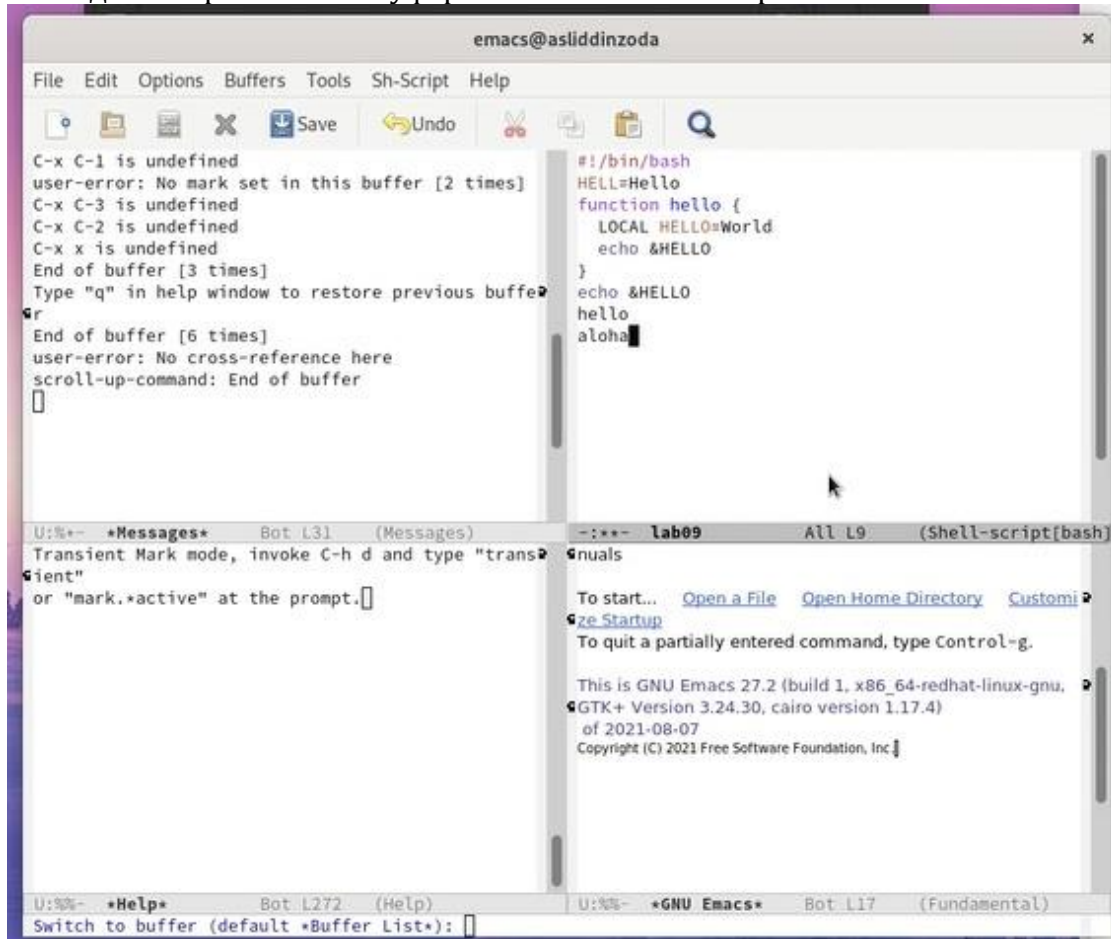 emacs@asliddinzoda
File Edit Options Buffers Tools Sh-Script Help
Save Undo
C-x C-1 is undefined
user-error: No mark set in this buffer [2 times]
C-x C-3 is undefined
C-x C-2 is undefined
C-x x is undefined
End of buffer [3 times]
Type "q" in help window to restore previous buffe
r
End of buffer [6 times]
user-error: No cross-reference here
scroll-up-command: End of buffer
U:%*- *Messages* Bot L31 (Messages)
#!/bin/bash
HELL=Hello
function hello {
LOCAL HELLO=World
echo &HELLO
}
echo &HELLO
hello
aloha
-:**- lab09 All L9 (Shell-script[bash]
Transient Mark mode, invoke C-h d and type "trans
ient"
or "mark.*active" at the prompt.
U:%%- *Help* Bot L272 (Help)
nuals
To start... Open a File Open Home Directory Customi
ze Startup
To quit a partially entered command, type Control-g.
This is GNU Emacs 27.2 (build 1, x86_64-redhat-linux-gnu,
GTK+ Version 3.24.30, cairo version 1.17.4)
of 2021-08-07
Copyright (C) 2021 Free Software Foundation, Inc.
U:%%- *GNU Emacs* Bot L17 (Fundamental)
Switch to buffer (default *Buffer List*):